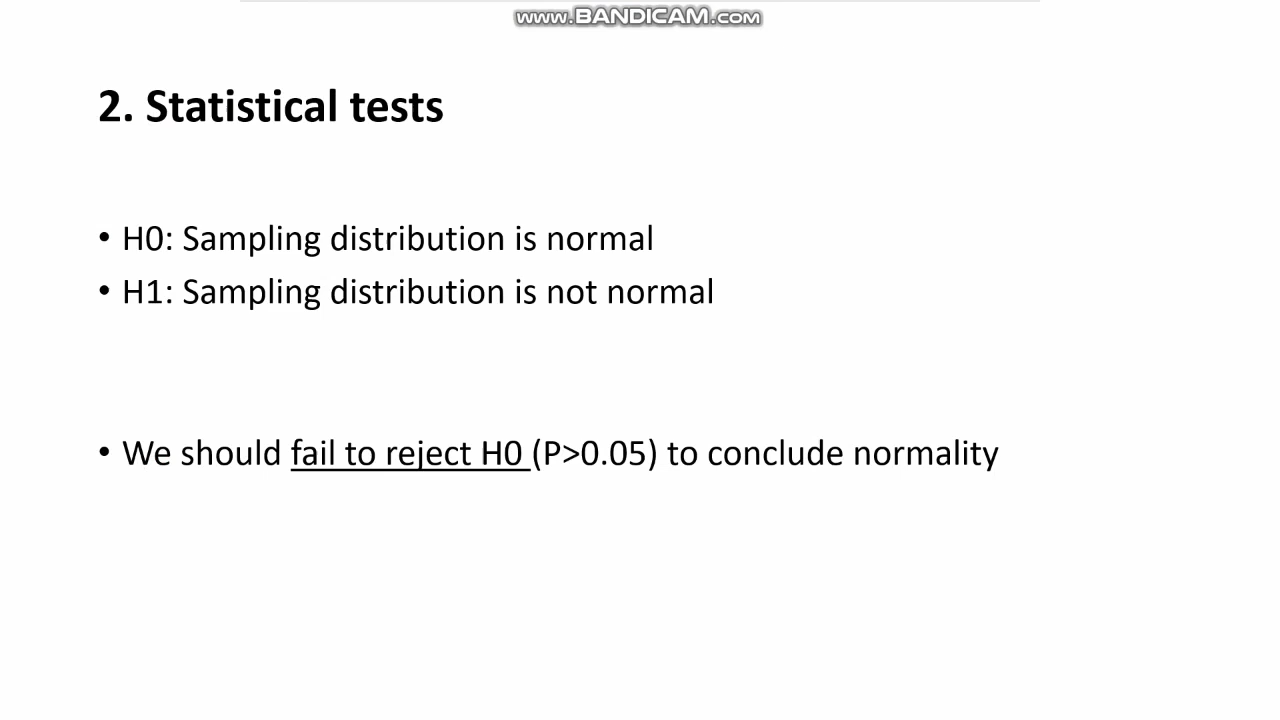 www.BANDICAM.com
2. Statistical tests
• H0: Sampling distribution is normal
• H1: Sampling distribution is not normal
• We should fail to reject H0 (P>0.05) to conclude normality